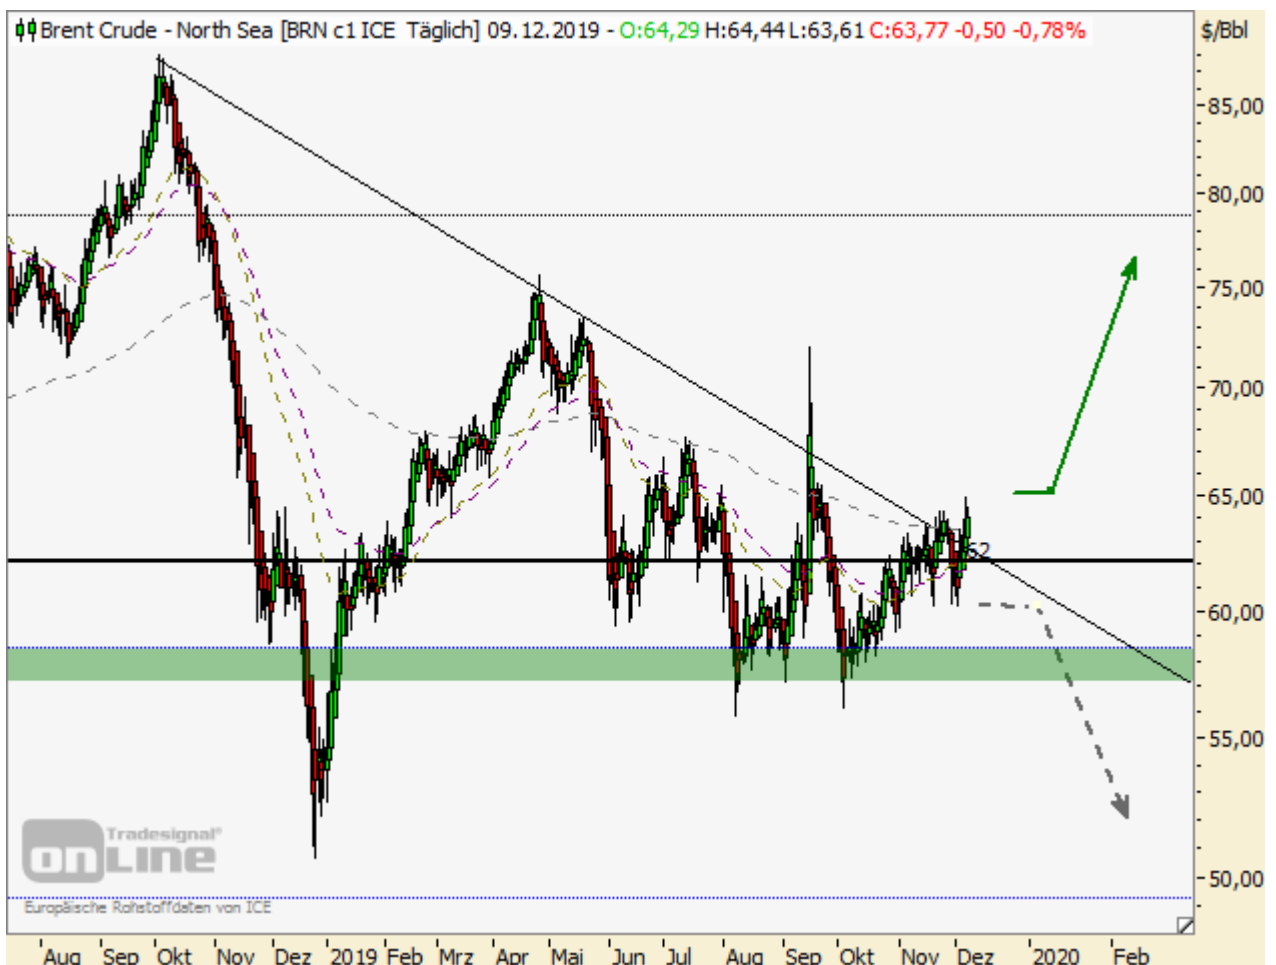 Brent Crude - North Sea [BRN c1 ICE Täglich] 09.12.2019 - O:64,29 H:64,44 L:63,61 C:63,77 -0,50 -0,78%
$/Bbl
85,00
80,00
75,00
70,00
65,00
62
60,00
55,00
50,00
Tradesignal®
onLine
Europäische Rohstoffdaten von ICE
Aug Sep Okt Nov Dez 2019 Feb Mrz Apr Mai Jun Jul Aug Sep Okt Nov Dez 2020 Feb